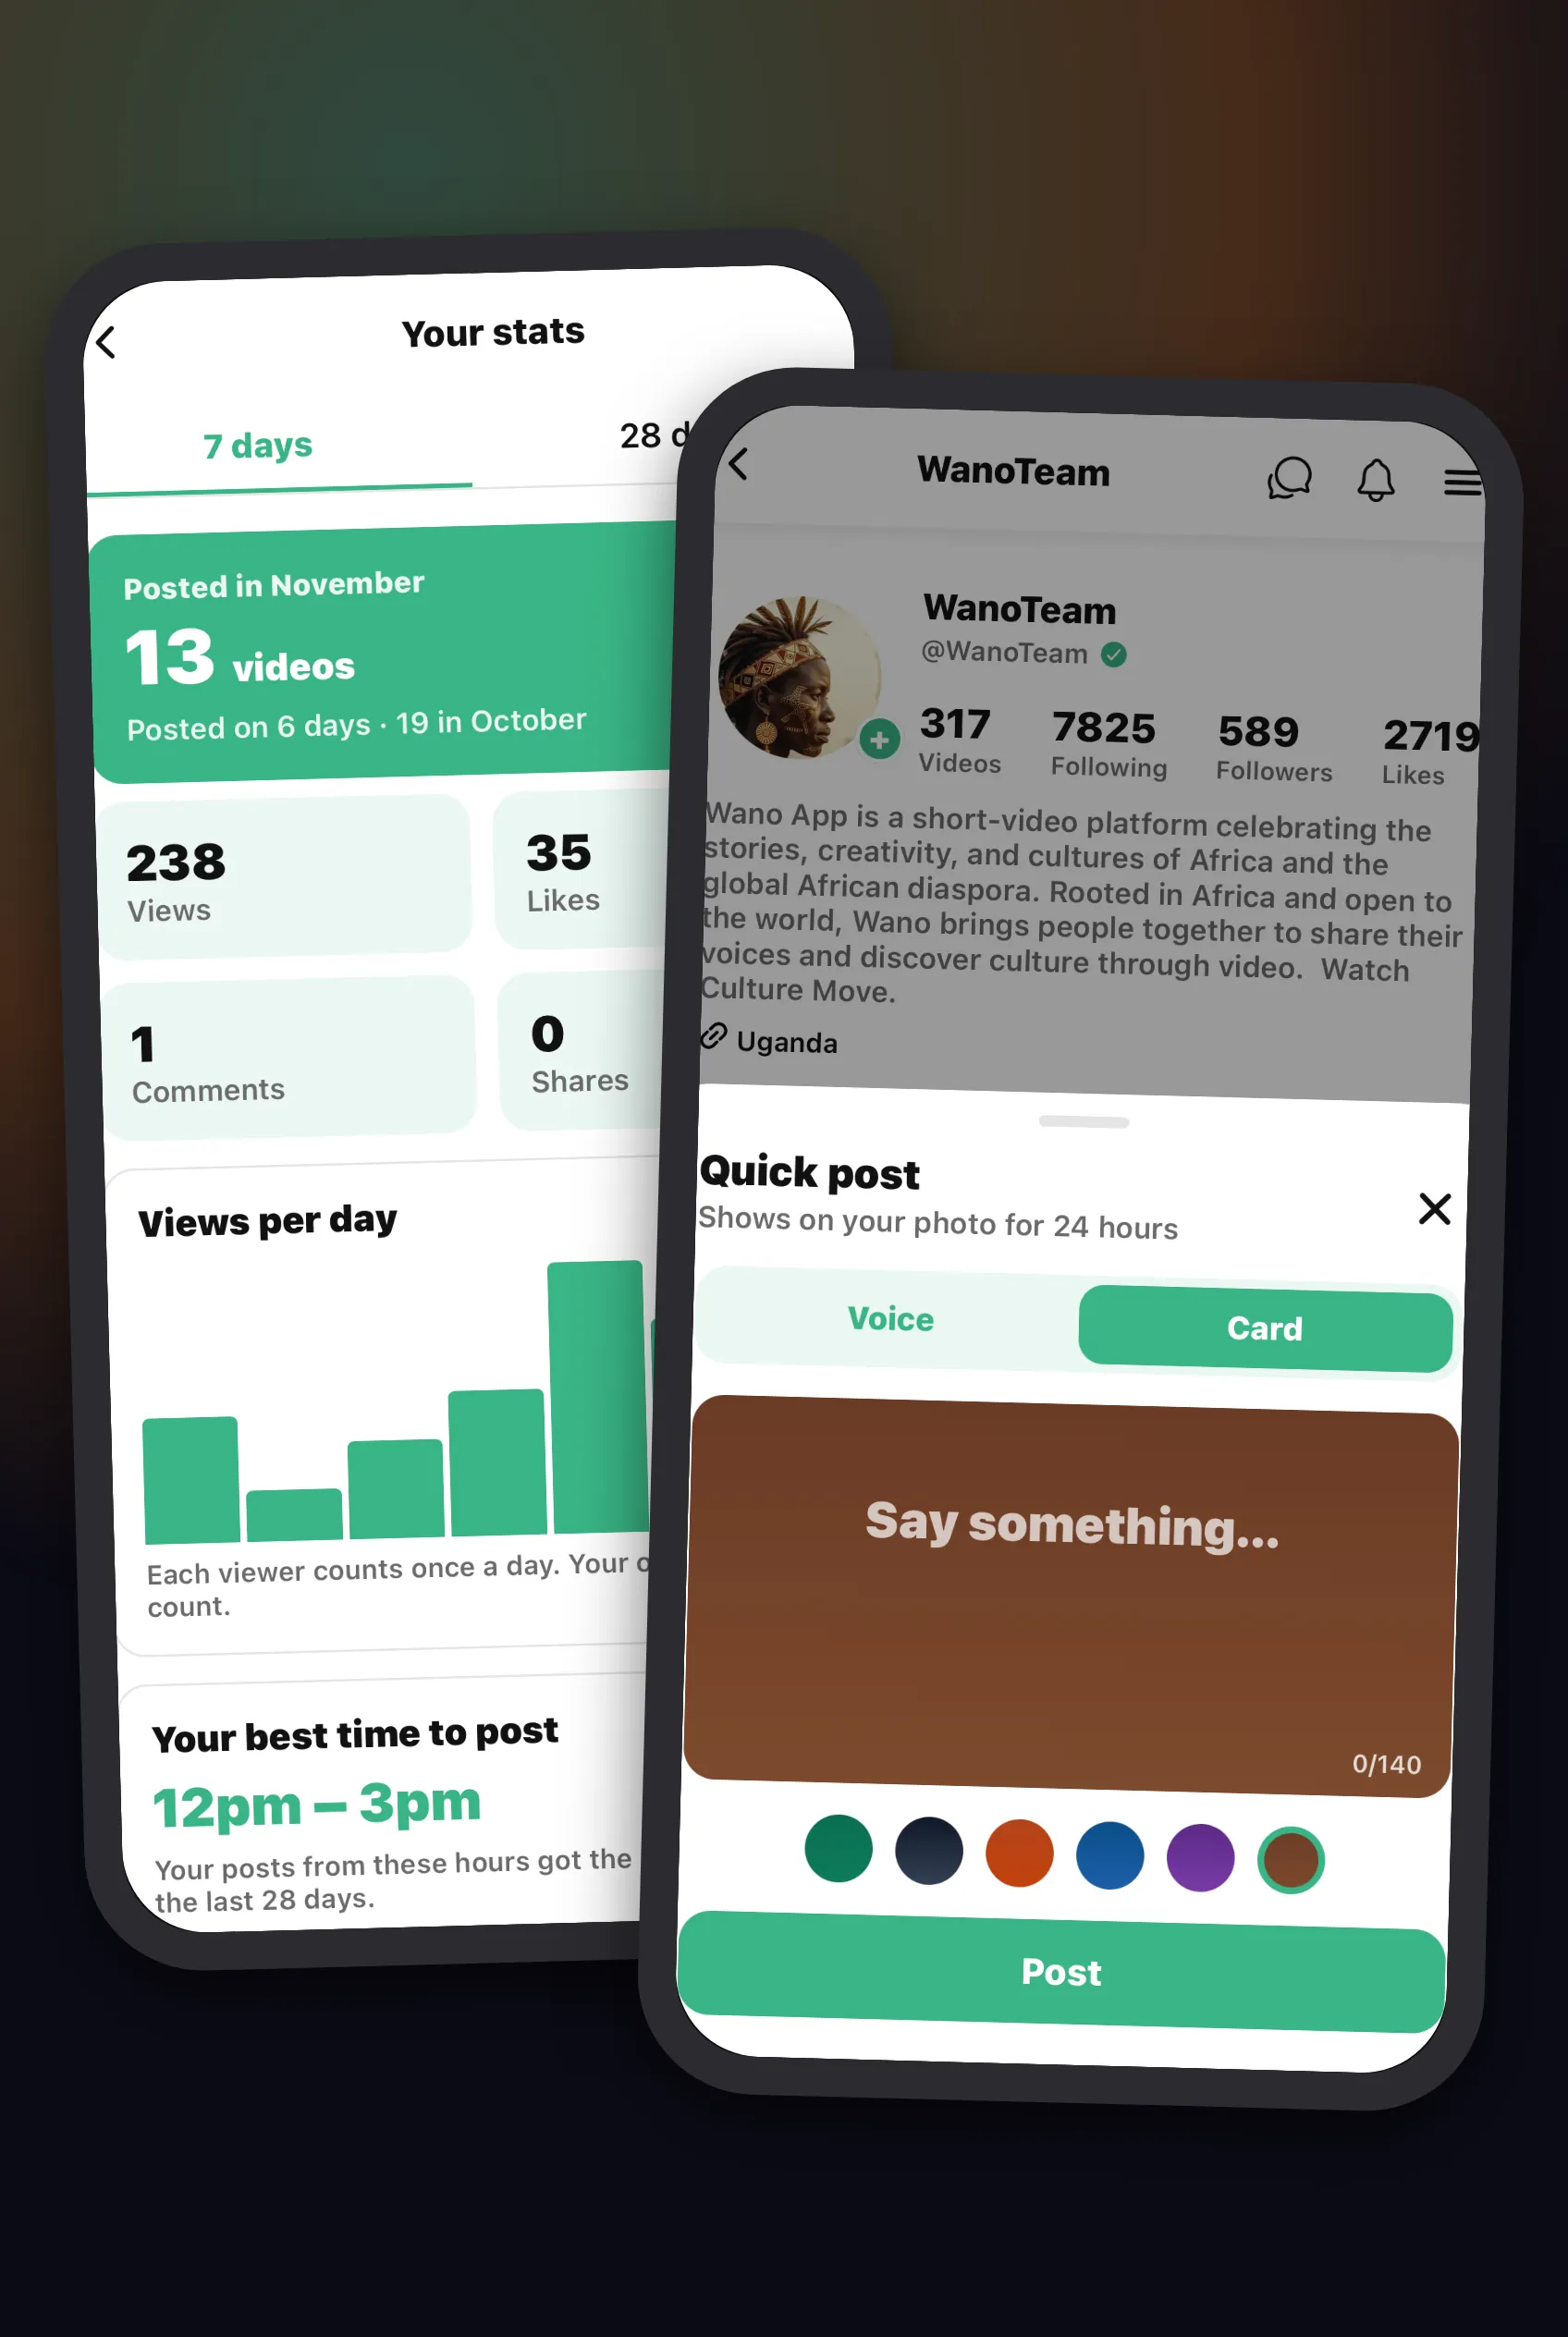 Your stats
7 days
28 d
Posted in November
13 videos
Posted on 6 days · 19 in October
238
Views
35
Likes
1
Comments
0
Shares
Views per day
Each viewer counts once a day. Your
count.
Your best time to post
12pm – 3pm
Your posts from these hours got the
the last 28 days.
WanoTeam
WanoTeam
@WanoTeam
317
Videos
7825
Following
589
Followers
2719
Likes
Wano App is a short-video platform celebrating the
stories, creativity, and cultures of Africa and the
global African diaspora. Rooted in Africa and open to
the world, Wano brings people together to share their
voices and discover culture through video. Watch
Culture Move.
Uganda
Quick post
Shows on your photo for 24 hours
Voice
Card
Say something...
0/140
Post